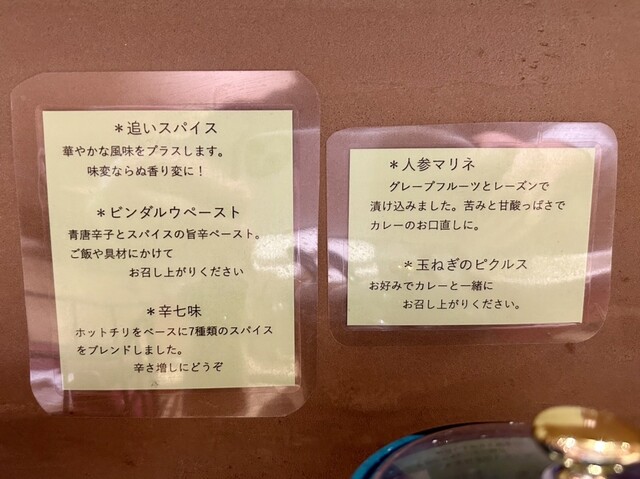 ＊追いスパイス
華やかな風味をプラスします。
味変ならぬ香り変に！
＊ビンダルウペースト
青唐辛子とスパイスの旨辛ペースト。
ご飯や具材にかけて
お召し上がりください
＊辛七味
ホットチリをベースに7種類のスパイス
をブレンドしました。
辛さ増しにどうぞ
＊人参マリネ
グレープフルーツとレーズンで
漬け込みました。苦みと甘酸っぱさで
カレーのお口直しに。
＊玉ねぎのピクルス
お好みでカレーと一緒に
お召し上がりください。